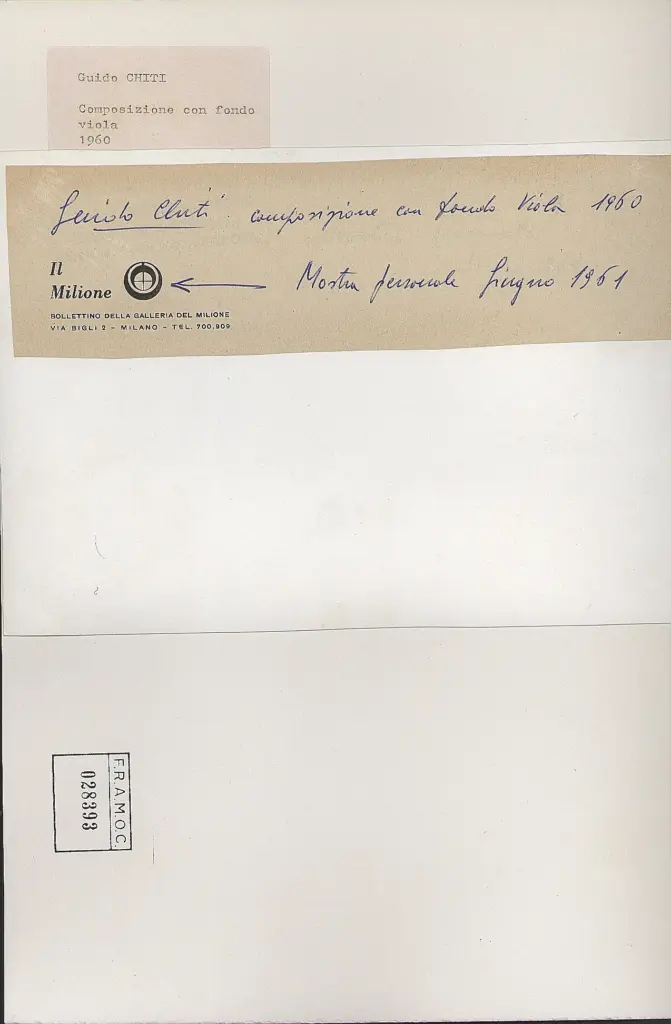 Guido CHITI
Composizione con fondo
viola
1960
Guido Chiti composizione con fondo Viola 1960
Il
Milione
Mostra personale Giugno 1961
BOLLETTINO DELLA GALLERIA DEL MILIONE
VIA BIGLI 2 - MILANO - TEL. 700,909
F.R.A.M.O.C.
028393